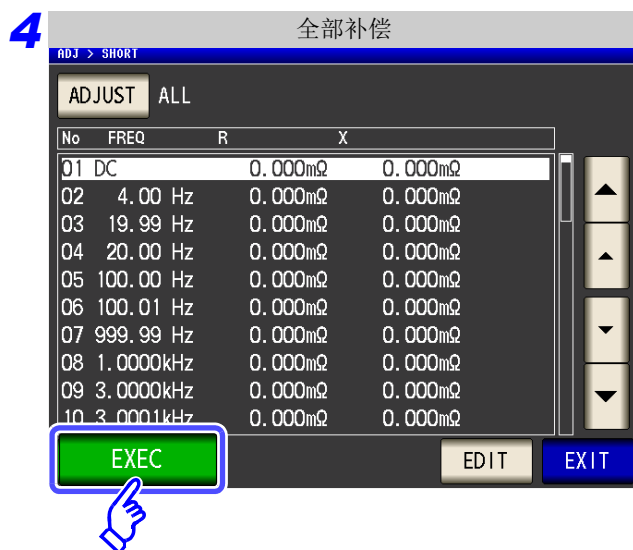 4
全部补偿
ADJ > SHORT
ADJUST ALL
No FREQ R X
01 DC 0.000mΩ 0.000mΩ
02 4.00 Hz 0.000mΩ 0.000mΩ
03 19.99 Hz 0.000mΩ 0.000mΩ
04 20.00 Hz 0.000mΩ 0.000mΩ
05 100.00 Hz 0.000mΩ 0.000mΩ
06 100.01 Hz 0.000mΩ 0.000mΩ
07 999.99 Hz 0.000mΩ 0.000mΩ
08 1.0000kHz 0.000mΩ 0.000mΩ
09 3.0000kHz 0.000mΩ 0.000mΩ
10 3.0001kHz 0.000mΩ 0.000mΩ
EXEC EDIT EXIT